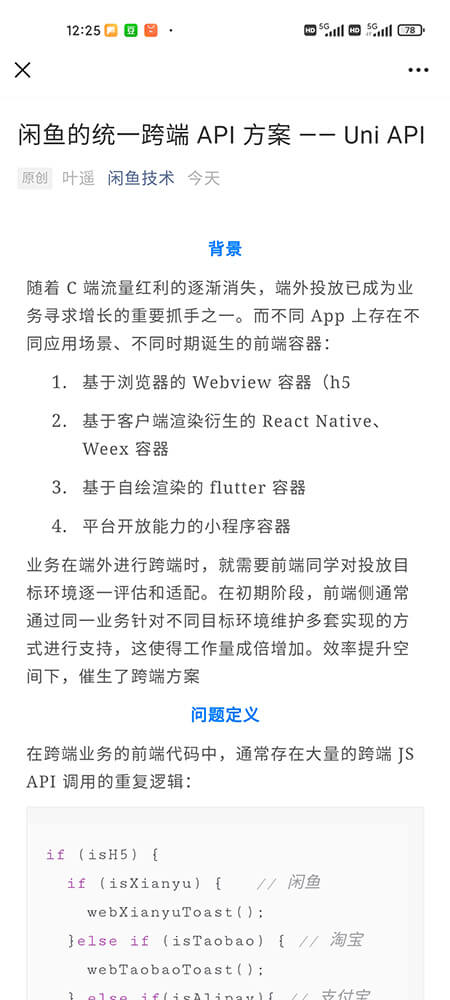 12:25
HD 5G HD 5G 78
闲鱼的统一跨端 API 方案 —— Uni API
原创 叶遥 闲鱼技术 今天
背景
随着 C 端流量红利的逐渐消失，端外投放已成为业
务寻求增长的重要抓手之一。而不同 App 上存在不
同应用场景、不同时期诞生的前端容器：
1. 基于浏览器的 Webview 容器（h5
2. 基于客户端渲染衍生的 React Native、
Weex 容器
3. 基于自绘渲染的 flutter 容器
4. 平台开放能力的小程序容器
业务在端外进行跨端时，就需要前端同学对投放目
标环境逐一评估和适配。在初期阶段，前端侧通常
通过同一业务针对不同目标环境维护多套实现的方
式进行支持，这使得工作量成倍增加。效率提升空
间下，催生了跨端方案
问题定义
在跨端业务的前端代码中，通常存在大量的跨端 JS
API 调用的重复逻辑：
if (isH5) {
if (isXianyu) { // 闲鱼
webXianyuToast();
}else if (isTaobao) { // 淘宝
webTaobaoToast();
} else if(isAlipay){ // 支付宝